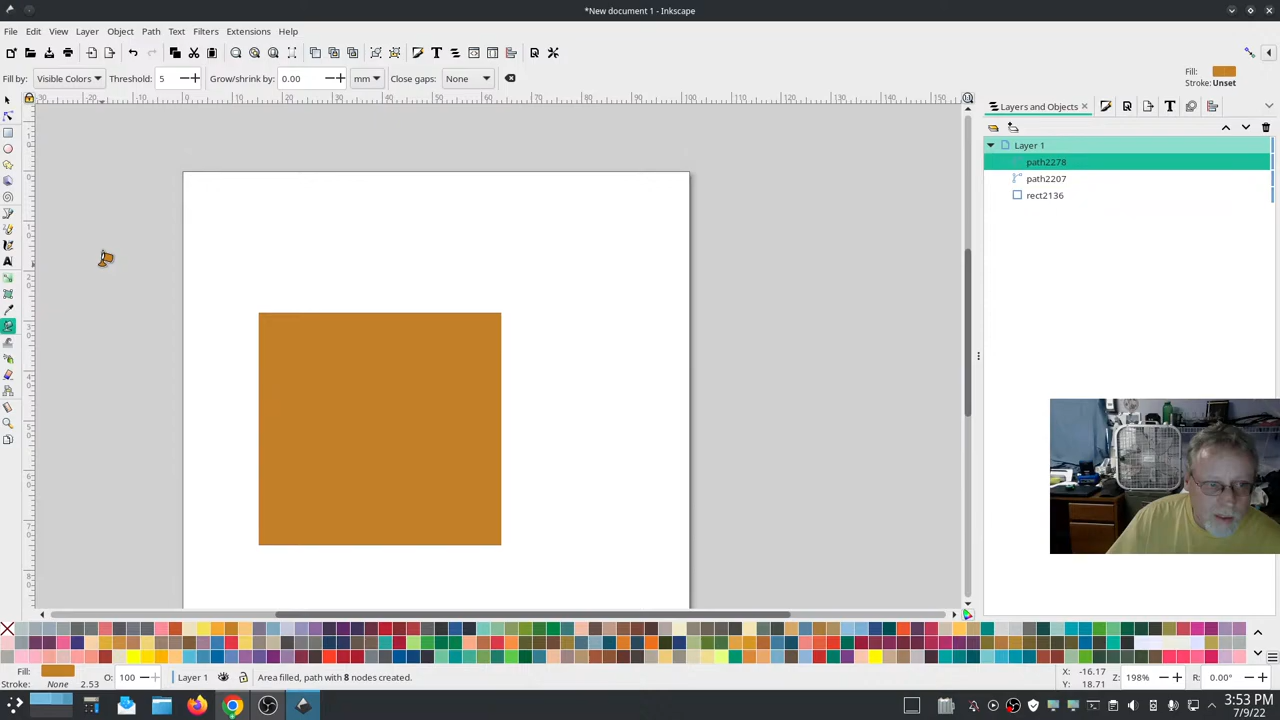 *New document 1 - Inkscape
File Edit View Layer Object Path Text Filters Extensions Help
Fill by: Visible Colors Threshold: 5 Grow/shrink by: 0.00 mm Close gaps: None
Fill:
Stroke: Unset
Layers and Objects
Layer 1
path2278
path2207
rect2136
Fill:
Stroke: None 2.53
O: 100
Layer 1
Area filled, path with 8 nodes created.
X: -16.17
Y: 18.71
Z: 198%
R: 0.00°
3:53 PM
7/9/22